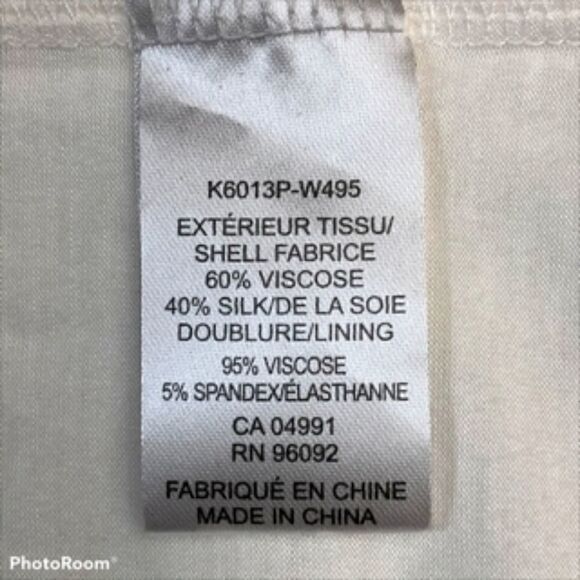 K6013P-W495
EXTÉRIEUR TISSU/
SHELL FABRICE
60% VISCOSE
40% SILK/DE LA SOIE
DOUBLURE/LINING
95% VISCOSE
5% SPANDEX/ÉLASTHANNE
CA 04991
RN 96092
FABRIQUÉ EN CHINE
MADE IN CHINA
PhotoRoom